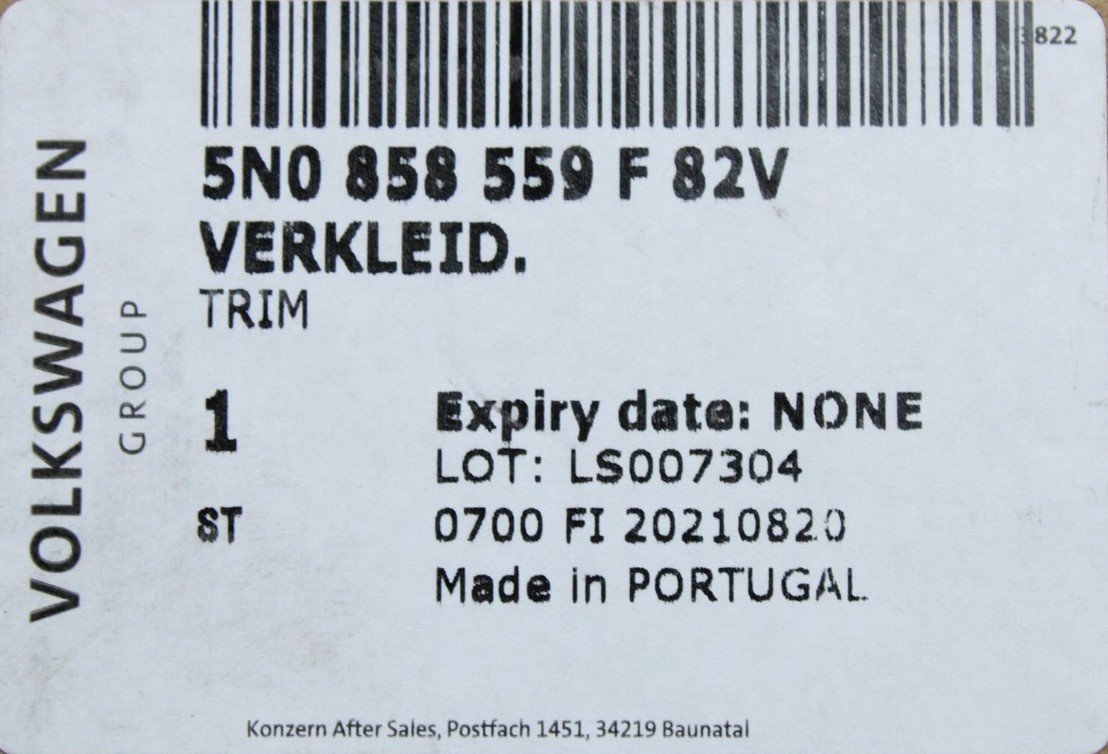 822
5N0 858 559 F 82V
VERKLEID.
TRIM
1
Expiry date: NONE
LOT: LS007304
ST
0700 FI 20210820
Made in PORTUGAL
VOLKSWAGEN
GROUP
Konzern After Sales, Postfach 1451, 34219 Baunatal